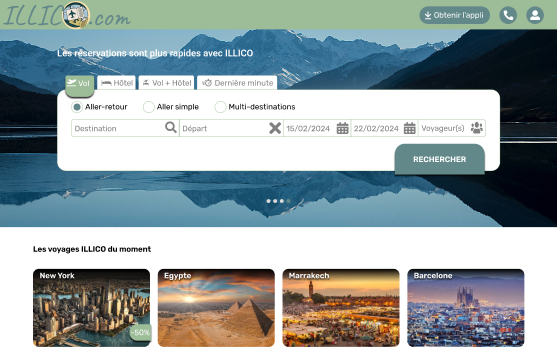 ILLICO.com
Obtenir l'appli
Les réservations sont plus rapides avec ILLICO
Vol
Hôtel
Vol + Hôtel
Dernière minute
Aller-retour
Aller simple
Multi-destinations
Destination
Départ
15/02/2024
22/02/2024
Voyageur(s)
RECHERCHER
Les voyages ILLICO du moment
New York
Egypte
Marrakech
Barcelone
-50%